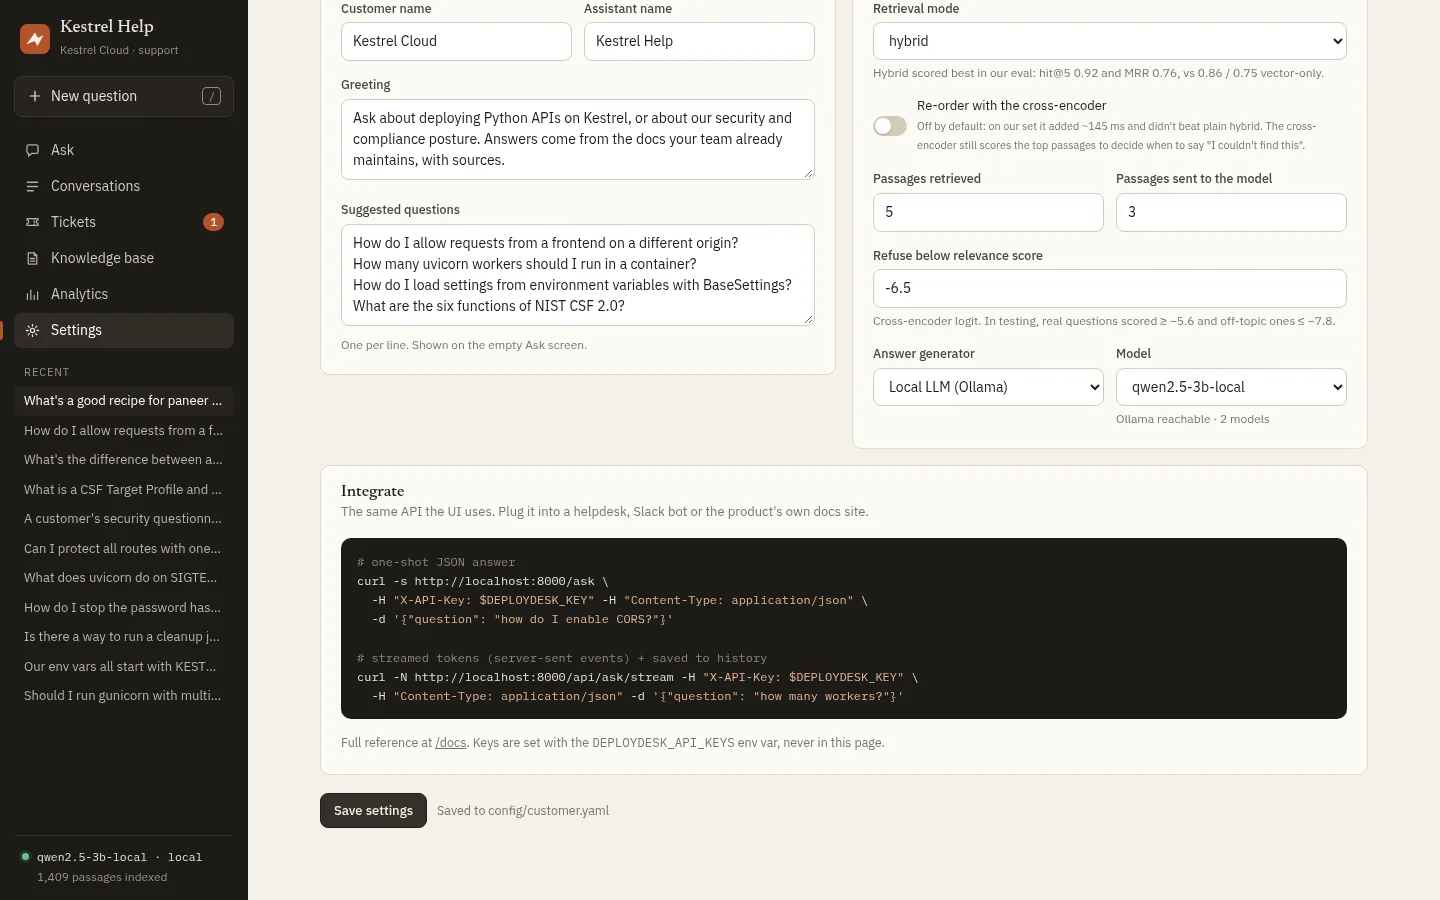 Kestrel Help
Kestrel Cloud · support
New question
/
Ask
Conversations
Tickets
1
Knowledge base
Analytics
Settings
RECENT
What's a good recipe for paneer ...
How do I allow requests from a f...
What's the difference between a...
What is a CSF Target Profile and ...
A customer's security questionn...
Can I protect all routes with one...
What does uvicorn do on SIGTE...
How do I stop the password has...
Is there a way to run a cleanup j...
Our env vars all start with KEST...
Should I run gunicorn with multi...
qwen2.5-3b-local · local
1,409 passages indexed
Customer name
Kestrel Cloud
Assistant name
Kestrel Help
Greeting
Ask about deploying Python APIs on Kestrel, or about our security and
compliance posture. Answers come from the docs your team already
maintains, with sources.
Suggested questions
How do I allow requests from a frontend on a different origin?
How many uvicorn workers should I run in a container?
How do I load settings from environment variables with BaseSettings?
What are the six functions of NIST CSF 2.0?
One per line. Shown on the empty Ask screen.
Retrieval mode
hybrid
Hybrid scored best in our eval: hit@5 0.92 and MRR 0.76, vs 0.86 / 0.75 vector-only.
Re-order with the cross-encoder
Off by default: on our set it added ~145 ms and didn't beat plain hybrid. The cross-
encoder still scores the top passages to decide when to say "I couldn't find this".
Passages retrieved
5
Passages sent to the model
3
Refuse below relevance score
-6.5
Cross-encoder logit. In testing, real questions scored ≥ −5.6 and off-topic ones ≤ −7.8.
Answer generator
Local LLM (Ollama)
Model
qwen2.5-3b-local
Ollama reachable · 2 models
Integrate
The same API the UI uses. Plug it into a helpdesk, Slack bot or the product's own docs site.
# one-shot JSON answer
curl -s http://localhost:8000/ask \
-H "X-API-Key: $DEPLOYDESK_KEY" -H "Content-Type: application/json" \
-d '{"question": "how do I enable CORS?"}'
# streamed tokens (server-sent events) + saved to history
curl -N http://localhost:8000/api/ask/stream -H "X-API-Key: $DEPLOYDESK_KEY" \
-H "Content-Type: application/json" -d '{"question": "how many workers?"}'
Full reference at /docs. Keys are set with the DEPLOYDESK_API_KEYS env var, never in this page.
Save settings
Saved to config/customer.yaml